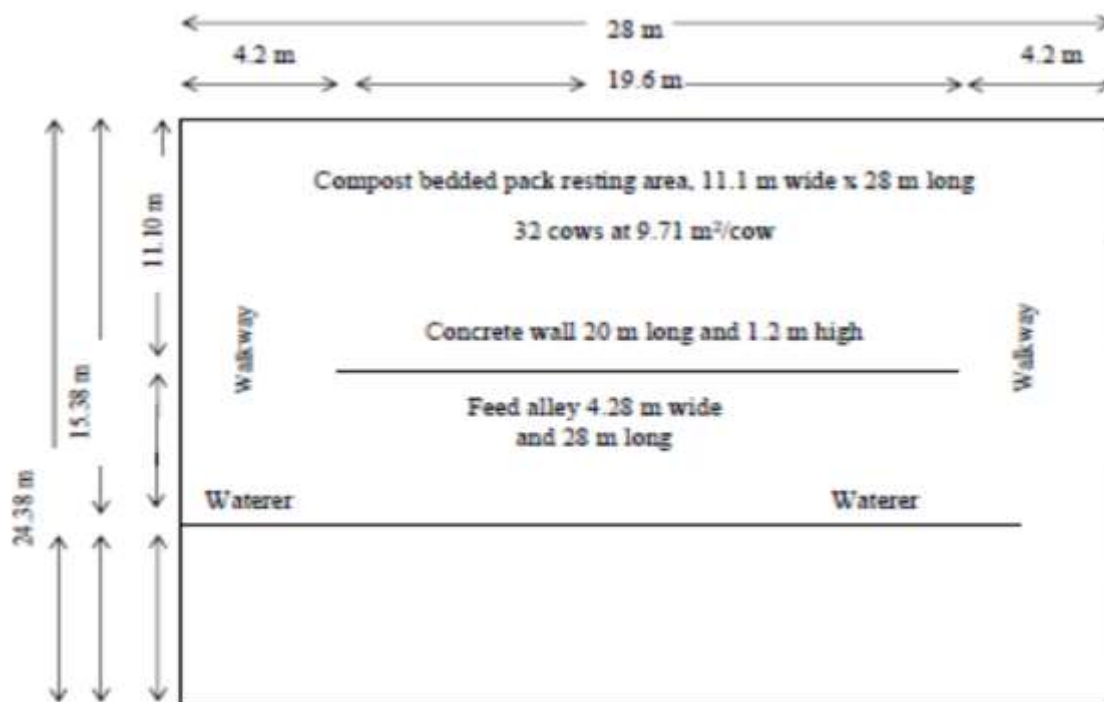 28 m
4.2 m
4.2 m
19.6 m
11.10 m
15.38 m
24.38 m
Compost bedded pack resting area, 11.1 m wide x 28 m long
32 cows at 9.71 m²/cow
Walkway
Walkway
Concrete wall 20 m long and 1.2 m high
Feed alley 4.28 m wide
and 28 m long
Waterer
Waterer